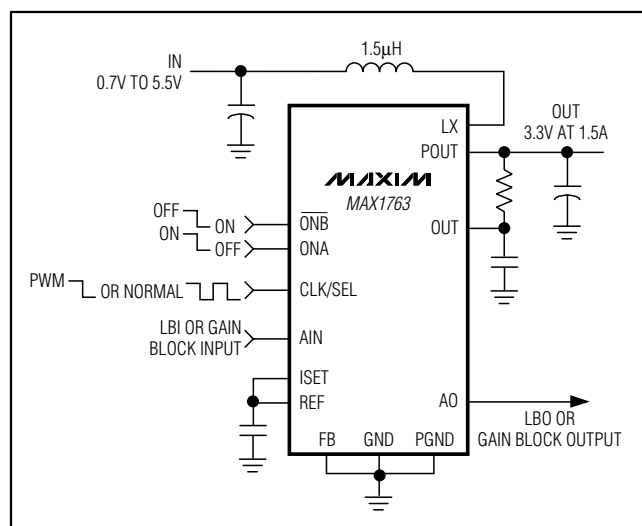 IN
0.7V TO 5.5V
1.5µH
LX
OUT
3.3V AT 1.5A
POUT
MAXIM
MAX1763
OFF
ON
ONB
ON
OFF
ONA
OUT
PWM
OR NORMAL
CLK/SEL
LBI OR GAIN
BLOCK INPUT
AIN
ISET
REF
AO
LBO OR
GAIN BLOCK OUTPUT
FB GND PGND